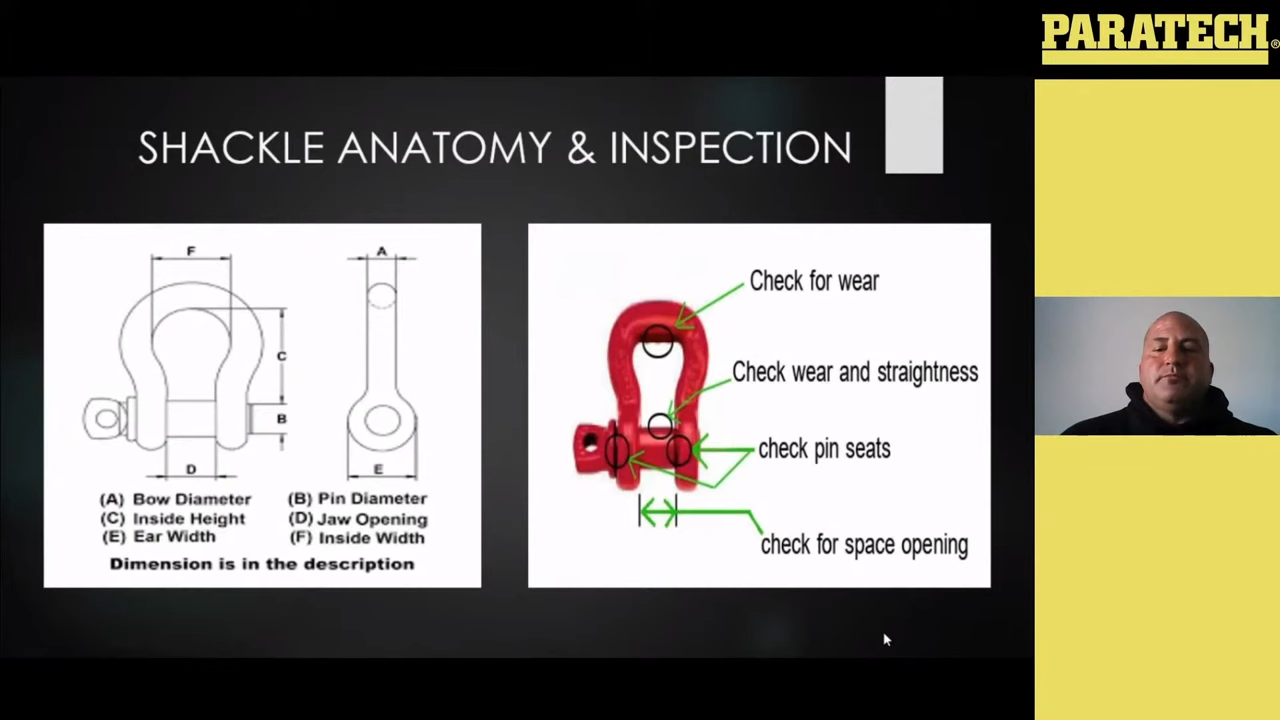 PARATECH®
SHACKLE ANATOMY & INSPECTION
F
A
C
B
D
E
(A) Bow Diameter
(B) Pin Diameter
(C) Inside Height
(D) Jaw Opening
(E) Ear Width
(F) Inside Width
Dimension is in the description
Check for wear
Check wear and straightness
check pin seats
check for space opening